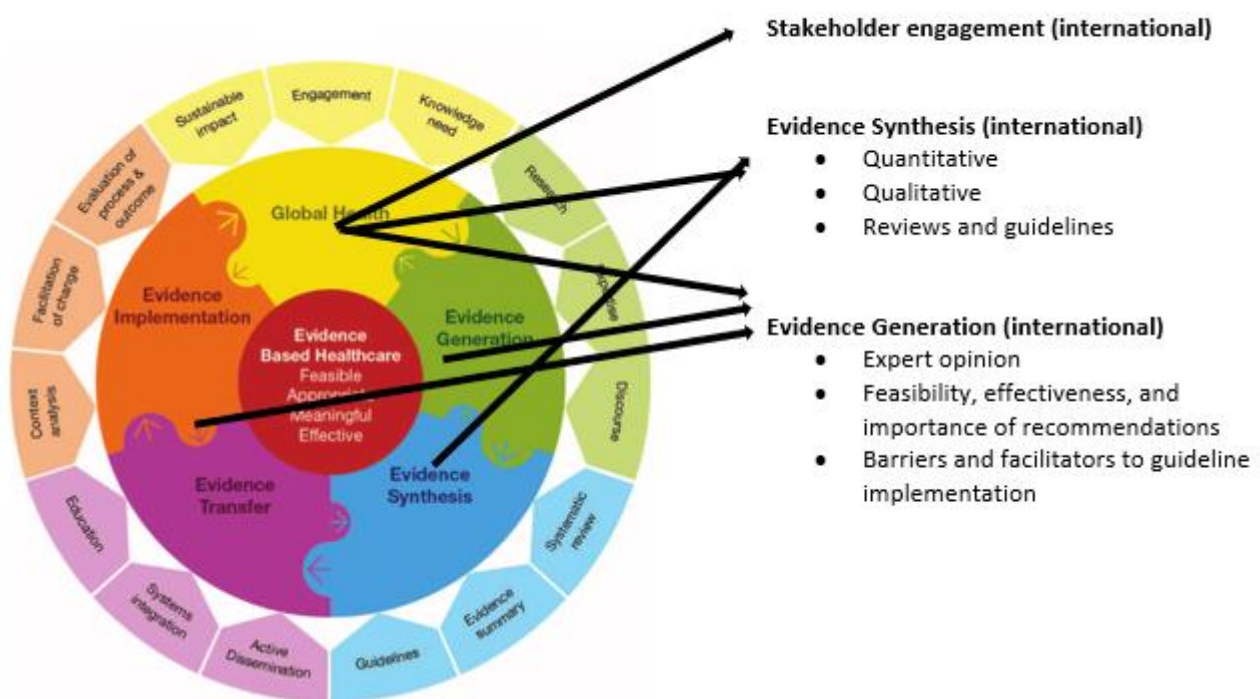 Stakeholder engagement (international)
Evidence Synthesis (international)
• Quantitative
• Qualitative
• Reviews and guidelines
Evidence Generation (international)
• Expert opinion
• Feasibility, effectiveness, and
importance of recommendations
• Barriers and facilitators to guideline
implementation
Engagement
Knowledge
need
Research
Expertise
Discourse
Systematic
review
Evidence
summary
Guidelines
Active
Dissemination
Systems
integration
Education
Context
analysis
Facilitation
of change
Evaluation of
process &
outcome
Sustainable
impact
Global Health
Evidence
Generation
Evidence
Synthesis
Evidence
Transfer
Evidence
Implementation
Evidence
Based Healthcare
Feasible
Appropriate
Meaningful
Effective